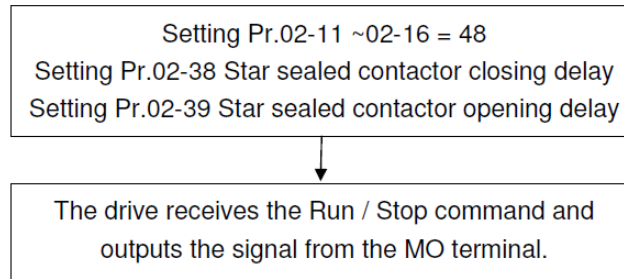 Setting Pr.02-11 ~02-16 = 48
Setting Pr.02-38 Star sealed contactor closing delay
Setting Pr.02-39 Star sealed contactor opening delay
The drive receives the Run / Stop command and
outputs the signal from the MO terminal.